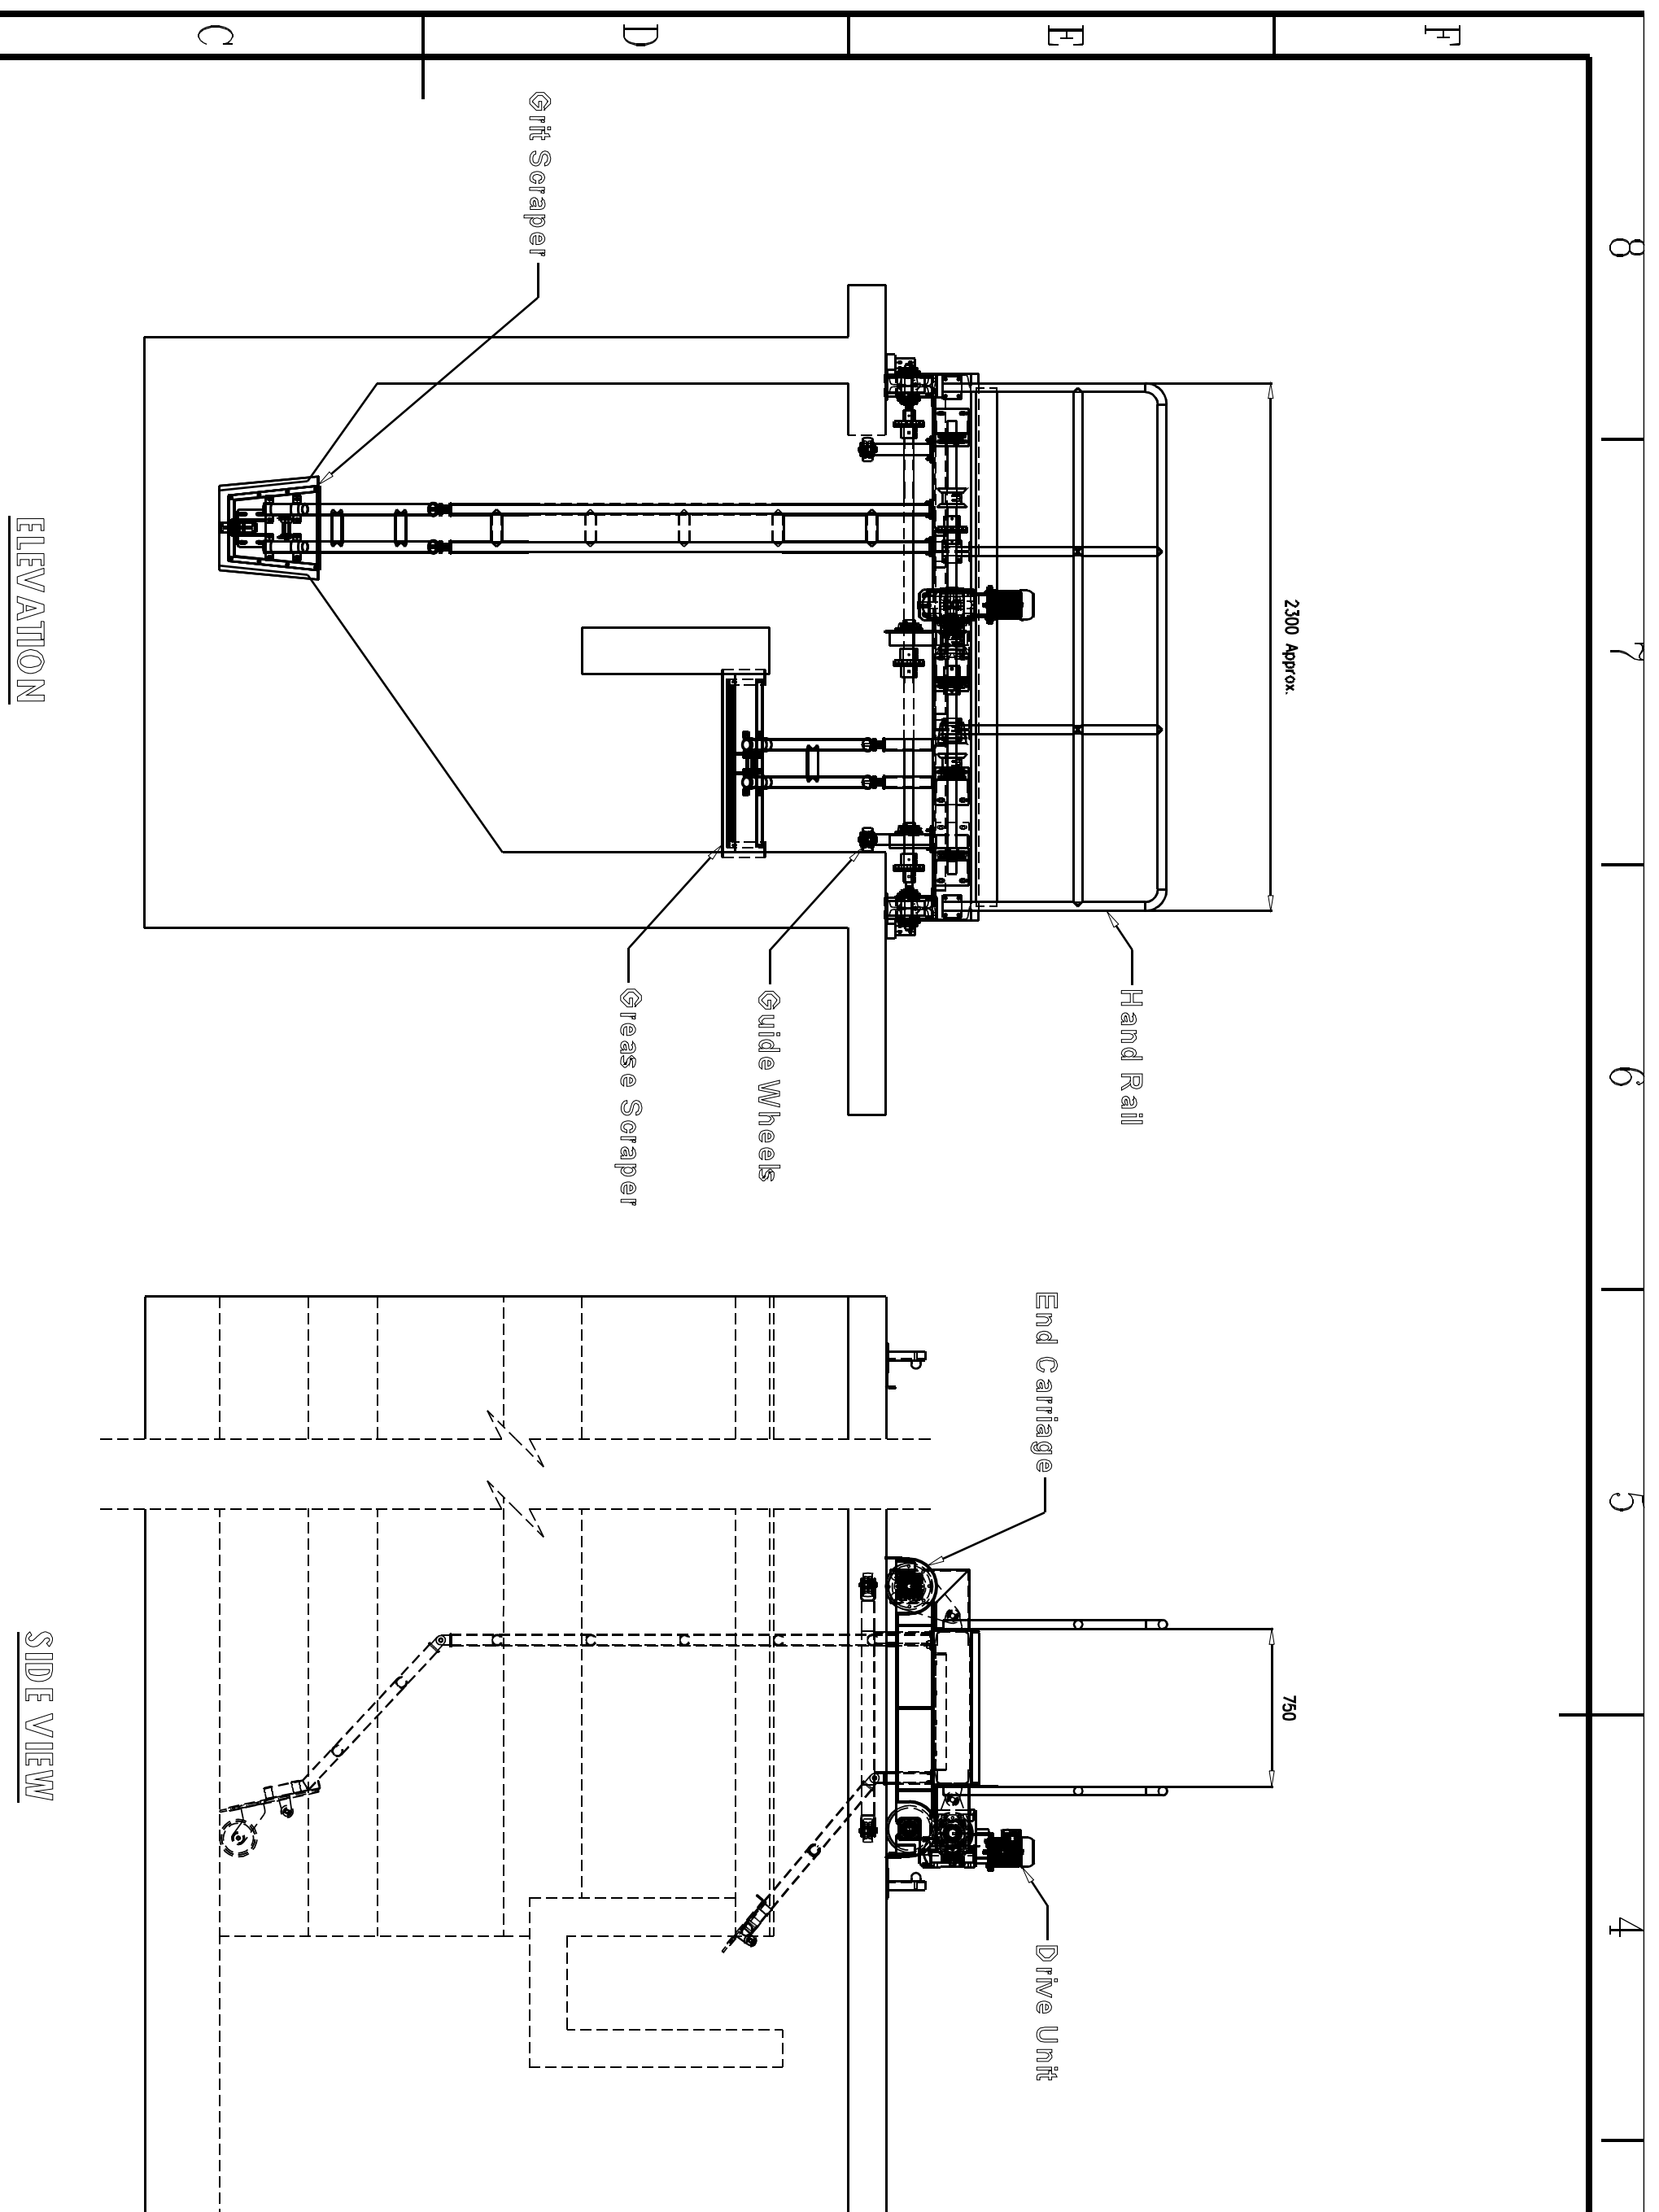 8
7
6
5
4
F
E
D
C
2300 Approx.
750
Hand Rail
End Carriage
Drive Unit
Guide Wheels
Grease Scraper
Grit Scraper
ELEVATION
SIDE VIEW